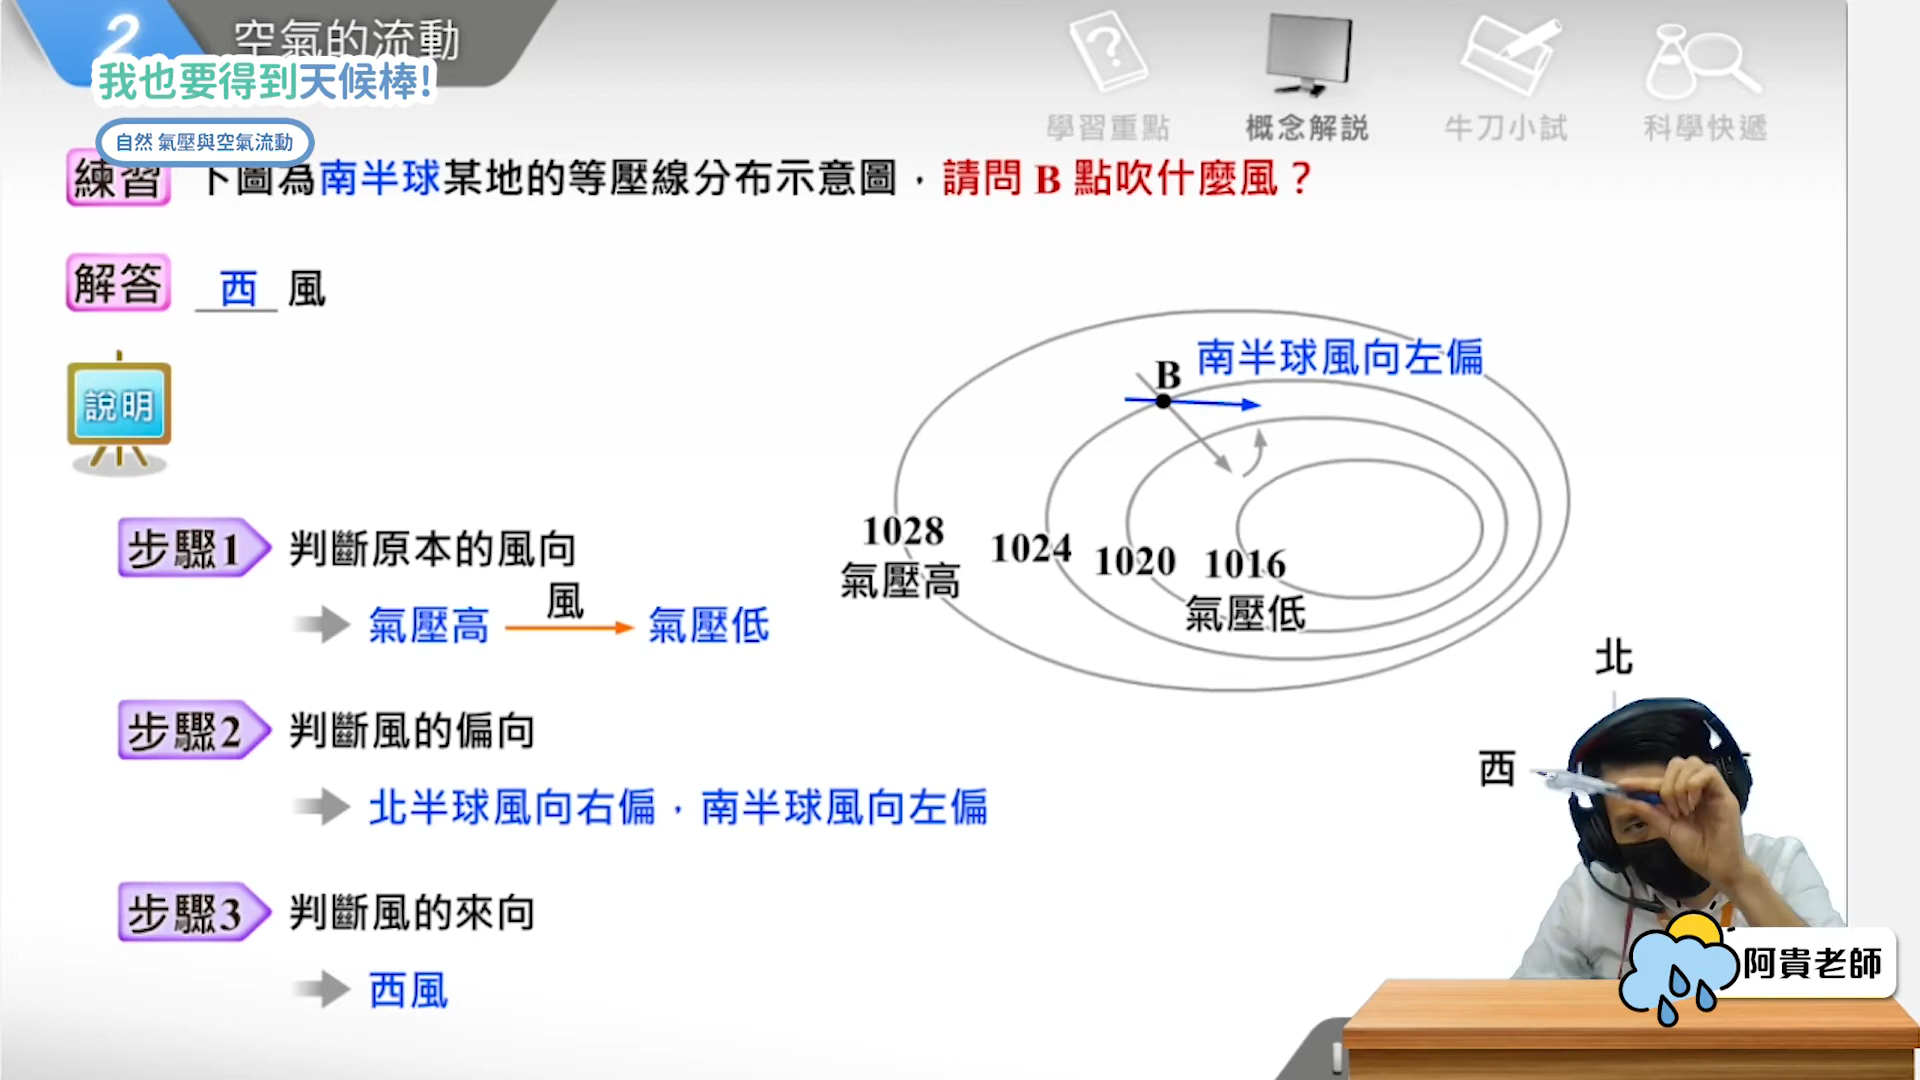 2 空氣的流動
我也要得到天候棒!
自然 氣壓與空氣流動
學習重點
概念解說
牛刀小試
科學快遞
練習 下圖為南半球某地的等壓線分布示意圖，請問 B 點吹什麼風？
解答 西 風
說明
B 南半球風向左偏
1028
氣壓高
1024
1020
1016
氣壓低
步驟1 判斷原本的風向
風
氣壓高 氣壓低
步驟2 判斷風的偏向
北半球風向右偏，南半球風向左偏
步驟3 判斷風的來向
西風
北
西
阿貴老師